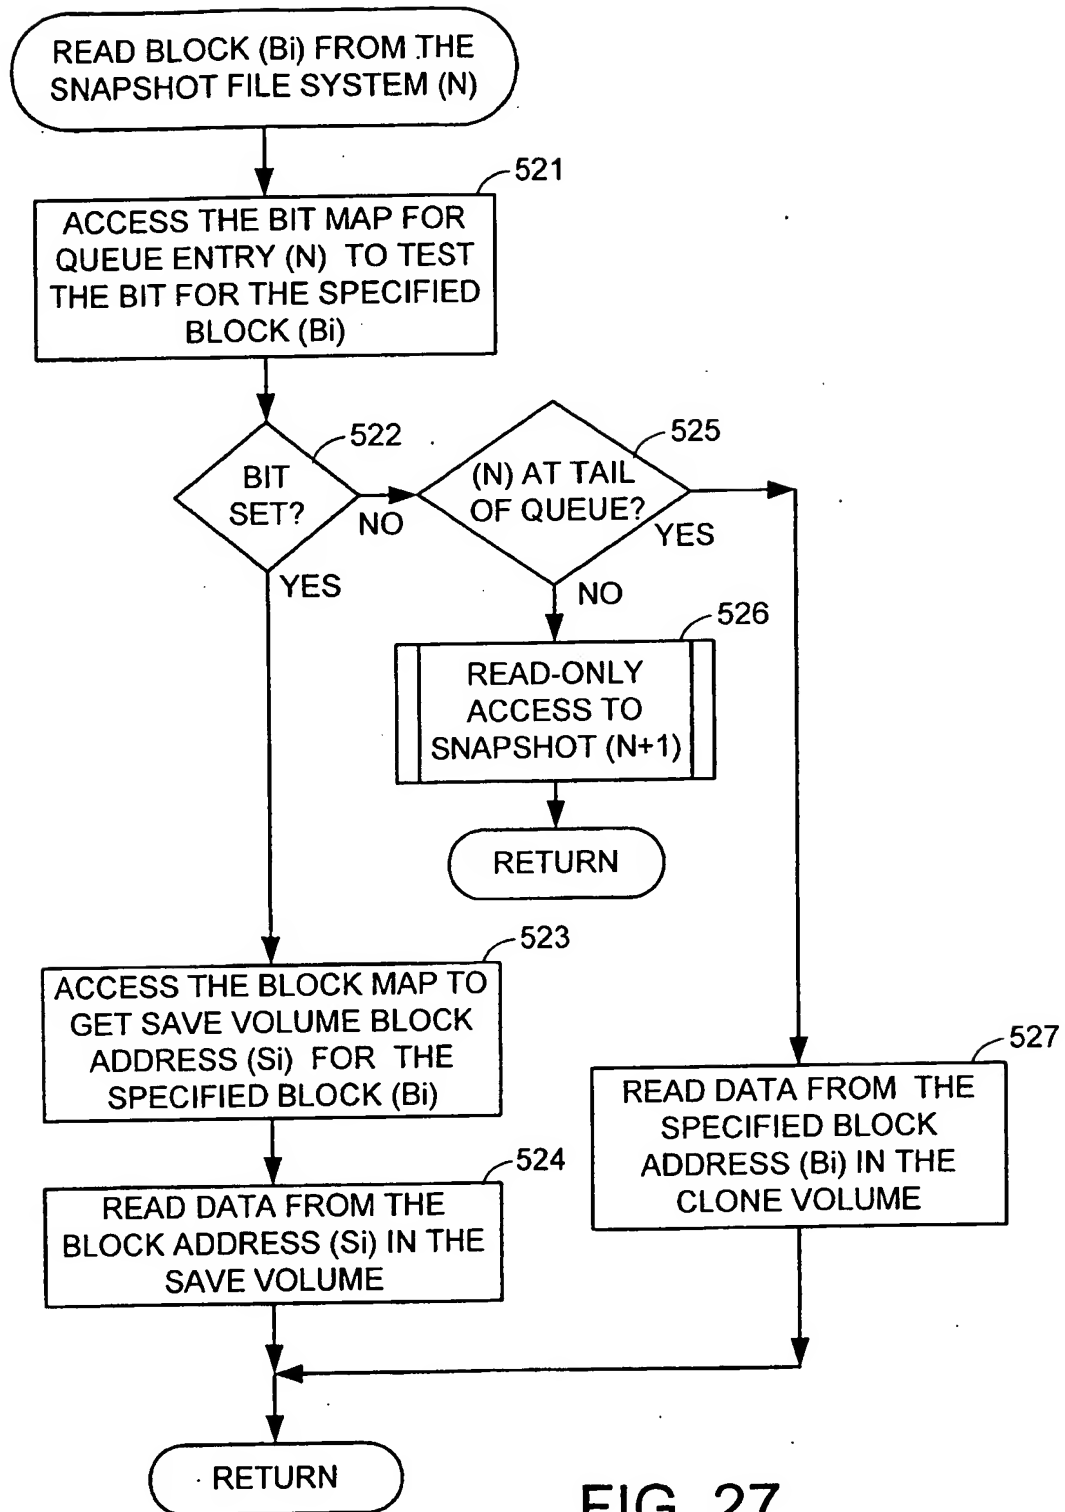 READ BLOCK (Bi) FROM THE
SNAPSHOT FILE SYSTEM (N)
521
ACCESS THE BIT MAP FOR
QUEUE ENTRY (N) TO TEST
THE BIT FOR THE SPECIFIED
BLOCK (Bi)
522
BIT
SET?
NO
YES
525
(N) AT TAIL
OF QUEUE?
YES
NO
526
READ-ONLY
ACCESS TO
SNAPSHOT (N+1)
RETURN
523
ACCESS THE BLOCK MAP TO
GET SAVE VOLUME BLOCK
ADDRESS (Si) FOR THE
SPECIFIED BLOCK (Bi)
524
READ DATA FROM THE
BLOCK ADDRESS (Si) IN THE
SAVE VOLUME
527
READ DATA FROM THE
SPECIFIED BLOCK
ADDRESS (Bi) IN THE
CLONE VOLUME
RETURN
FIG. 27